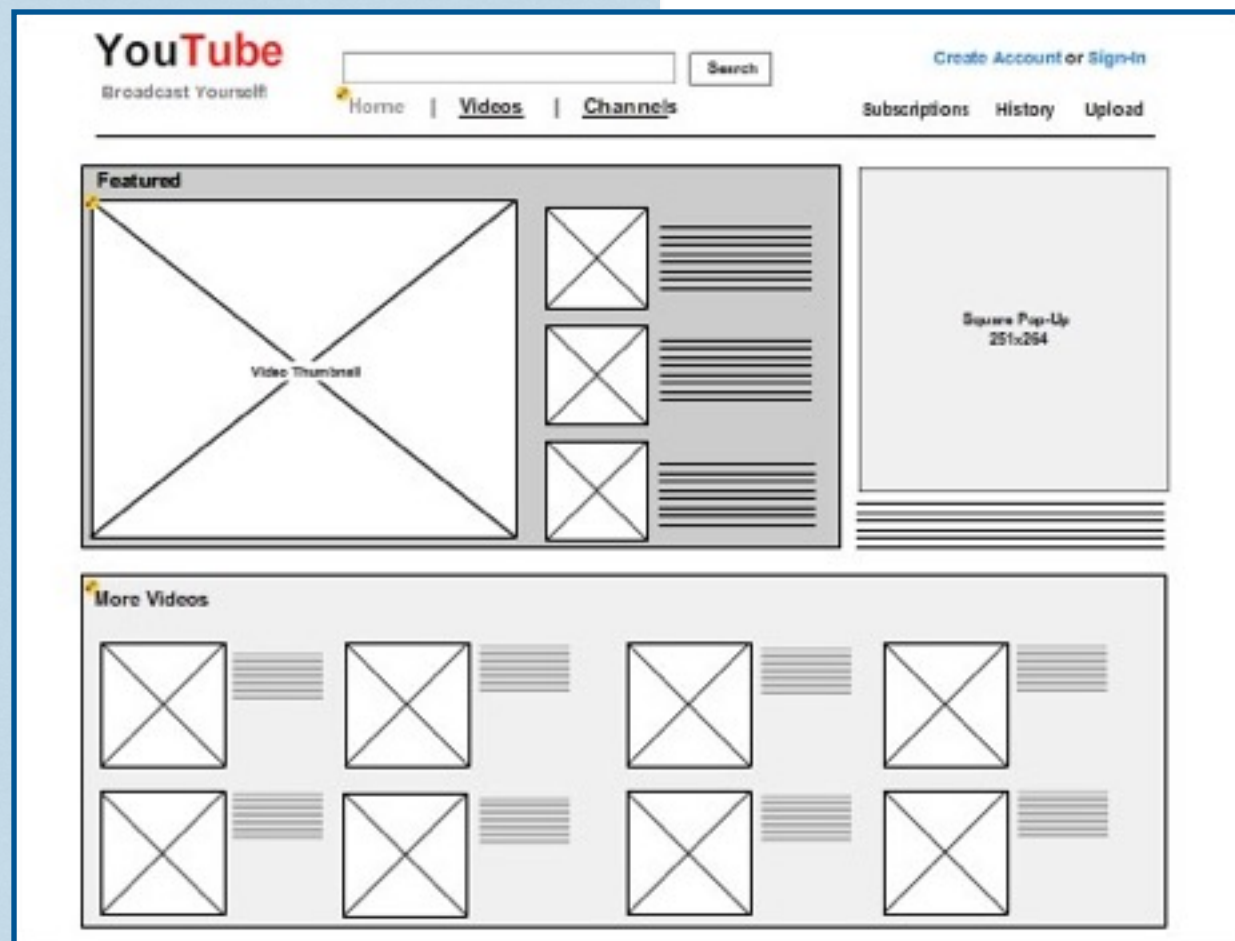 YouTube
Broadcast Yourself!
Search
Create Account or Sign-In
Home | Videos | Channels
Subscriptions History Upload
Featured
Video Thumbnail
Square Pop-Up
251x264
More Videos